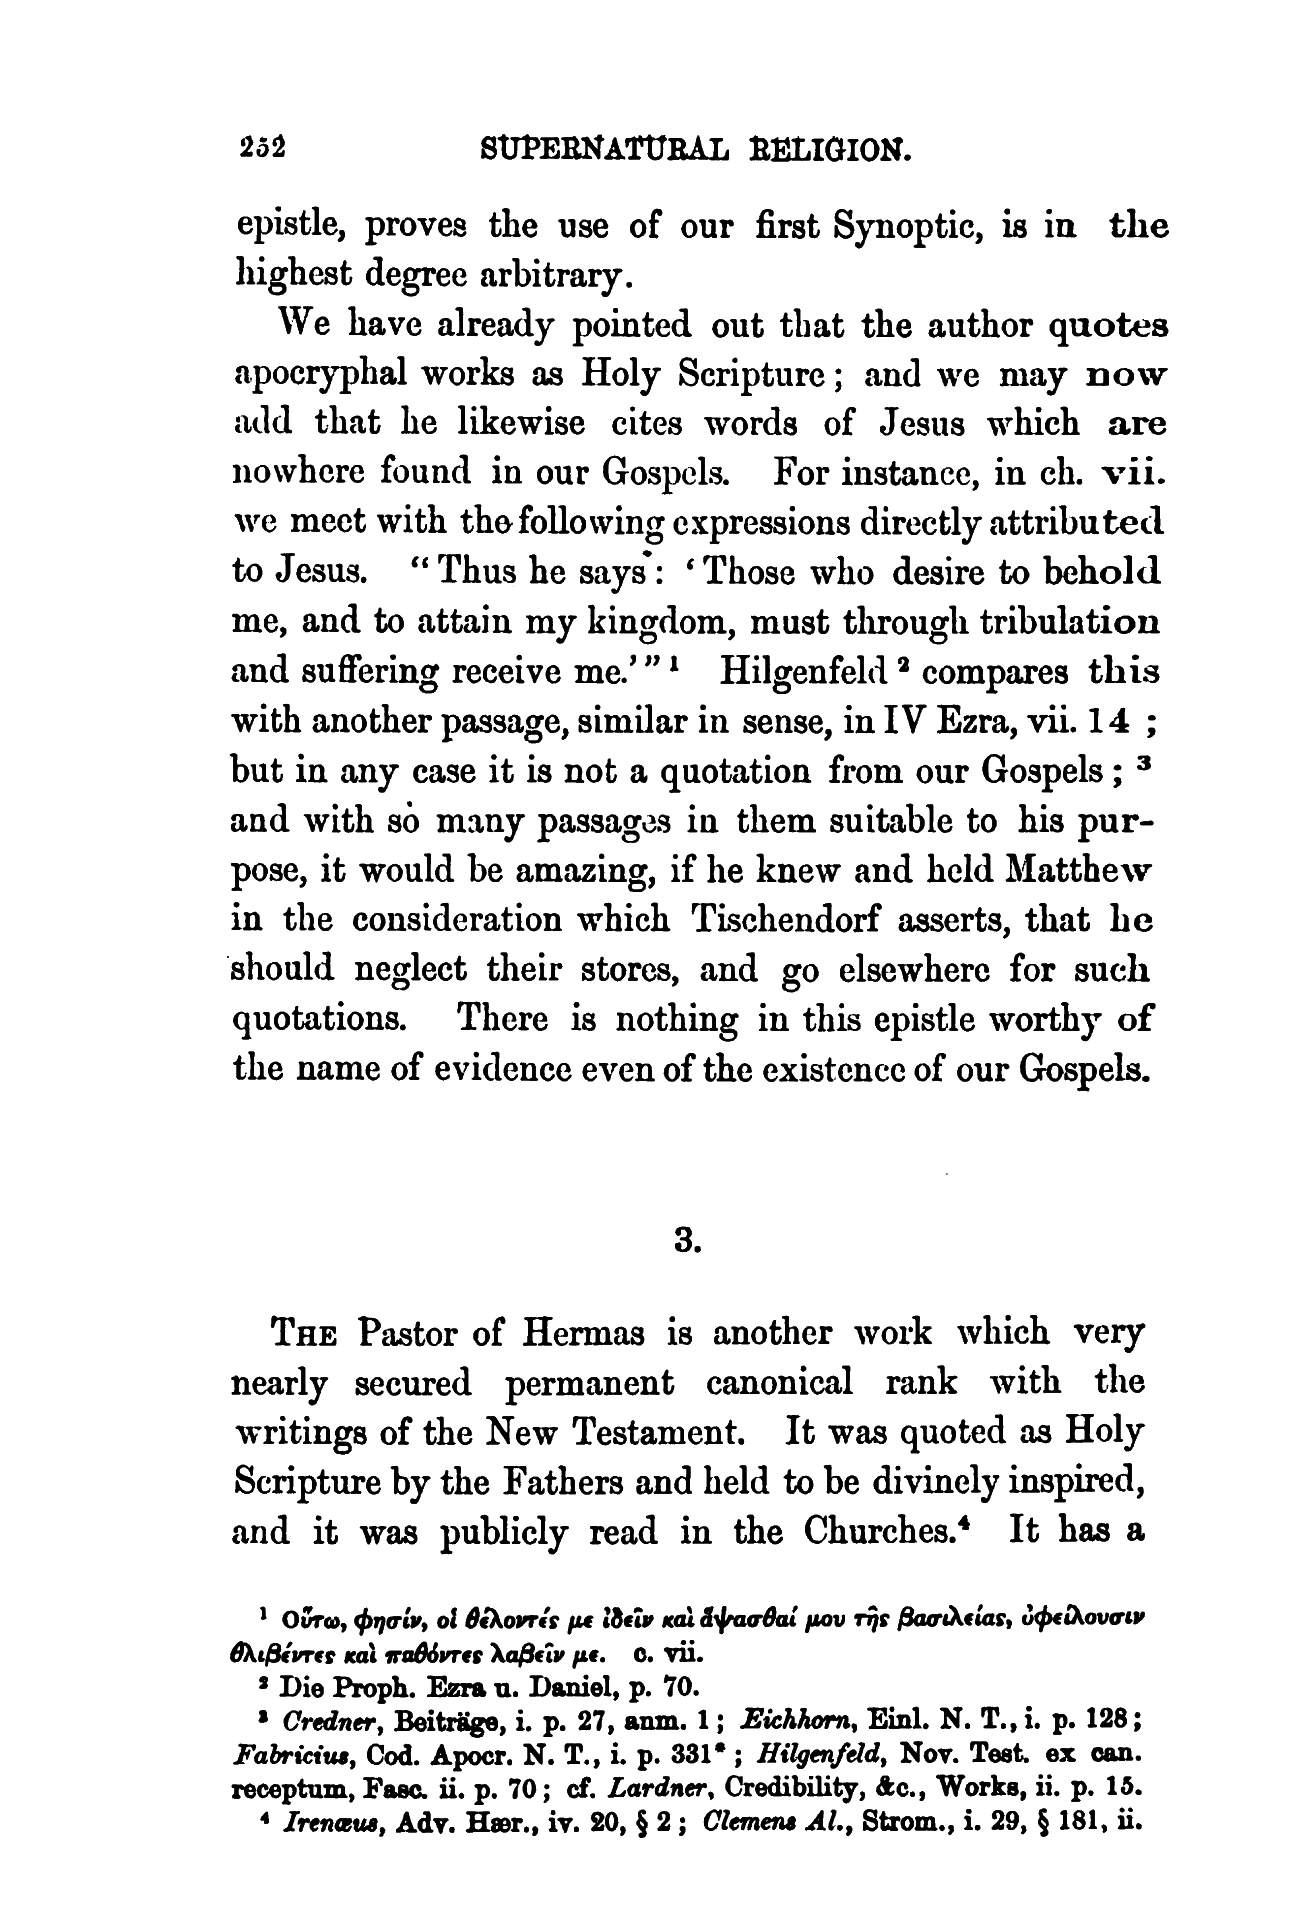 252 SUPERNATURAL RELIGION.
epistle, proves the use of our first Synoptic, is in the
highest degree arbitrary.
We have already pointed out that the author quotes
apocryphal works as Holy Scripture; and we may now
add that he likewise cites words of Jesus which are
nowhere found in our Gospels. For instance, in ch. vii.
we meet with the following expressions directly attributed
to Jesus. “Thus he says: ‘Those who desire to behold
me, and to attain my kingdom, must through tribulation
and suffering receive me.’”¹ Hilgenfeld² compares this
with another passage, similar in sense, in IV Ezra, vii. 14;
but in any case it is not a quotation from our Gospels;³
and with so many passages in them suitable to his pur-
pose, it would be amazing, if he knew and held Matthew
in the consideration which Tischendorf asserts, that he
should neglect their stores, and go elsewhere for such
quotations. There is nothing in this epistle worthy of
the name of evidence even of the existence of our Gospels.
3.
THE Pastor of Hermas is another work which very
nearly secured permanent canonical rank with the
writings of the New Testament. It was quoted as Holy
Scripture by the Fathers and held to be divinely inspired,
and it was publicly read in the Churches.⁴ It has a
¹ Οὕτω, φησίν, οἱ θέλοντές με ἰδεῖν καὶ ἅψασθαί μου τῆς βασιλείας, ὀφείλουσιν
θλιβέντες καὶ παθόντες λαβεῖν με. c. vii.
² Die Proph. Ezra u. Daniel, p. 70.
³ Credner, Beiträge, i. p. 27, anm. 1; Eichhorn, Einl. N. T., i. p. 128;
Fabricius, Cod. Apocr. N. T., i. p. 331*; Hilgenfeld, Nov. Test. ex can.
receptum, Fasc. ii. p. 70; cf. Lardner, Credibility, &c., Works, ii. p. 15.
⁴ Irenæus, Adv. Hær., iv. 20, § 2; Clemens Al., Strom., i. 29, § 181, ii.